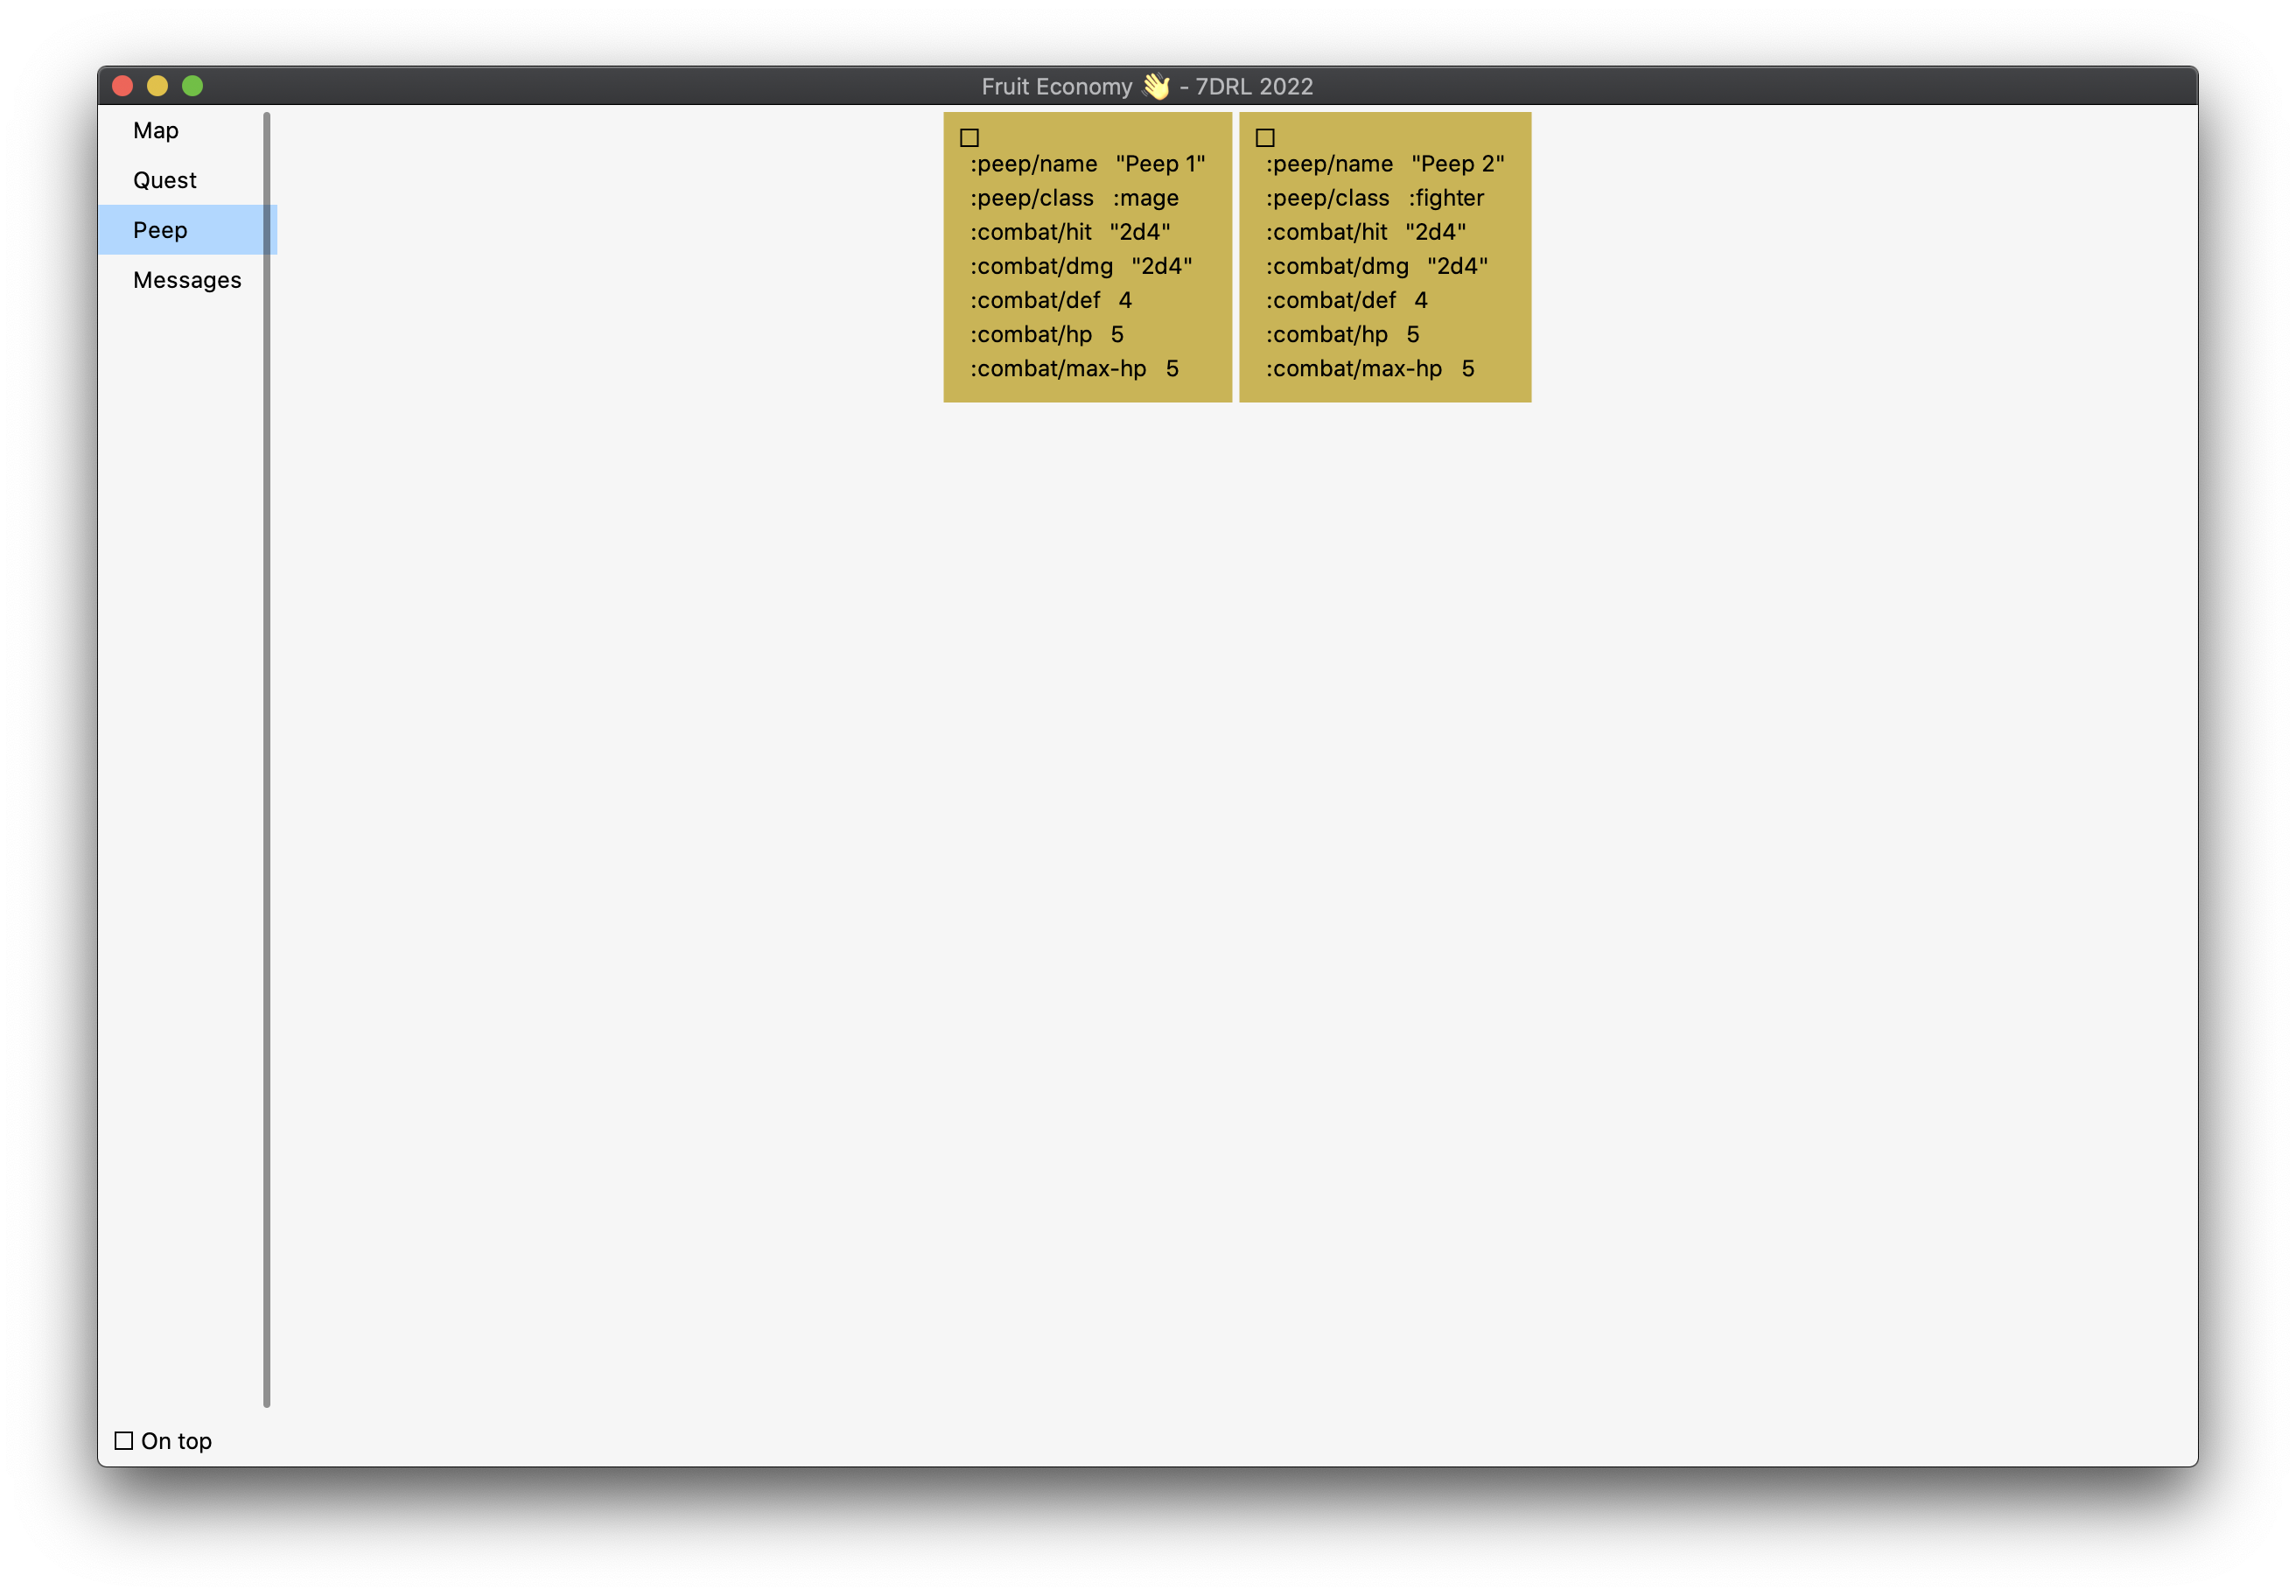 Fruit Economy 👋 - 7DRL 2022
Map
Quest
Peep
Messages
:peep/name "Peep 1"
:peep/class :mage
:combat/hit "2d4"
:combat/dmg "2d4"
:combat/def 4
:combat/hp 5
:combat/max-hp 5
:peep/name "Peep 2"
:peep/class :fighter
:combat/hit "2d4"
:combat/dmg "2d4"
:combat/def 4
:combat/hp 5
:combat/max-hp 5
On top